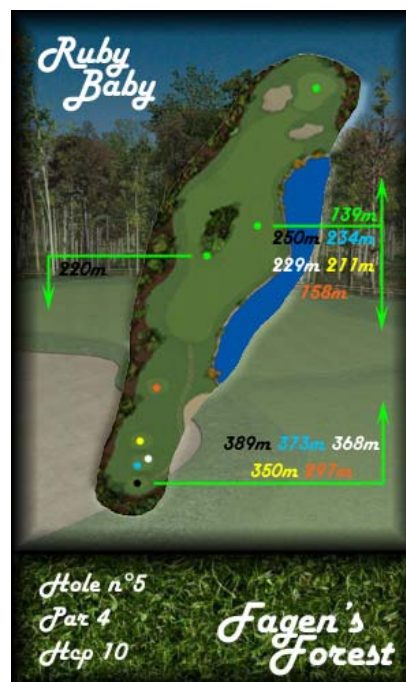 Ruby
Baby
139m
250m 234m
220m
229m 211m
158m
389m 373m 368m
350m 297m
Hole n°5
Par 4
Hcp 10
Fagen's
Forest